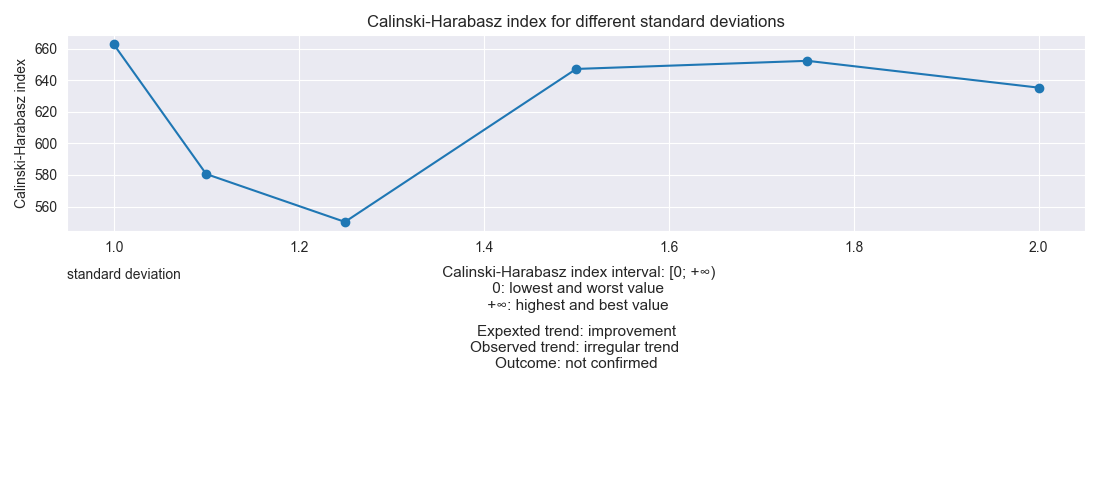 Calinski-Harabasz index for different standard deviations
Calinski-Harabasz index
660
640
620
600
580
560
1.0 1.2 1.4 1.6 1.8 2.0
standard deviation
Calinski-Harabasz index interval: [0; +∞)
0: lowest and worst value
+∞: highest and best value
Expexted trend: improvement
Observed trend: irregular trend
Outcome: not confirmed